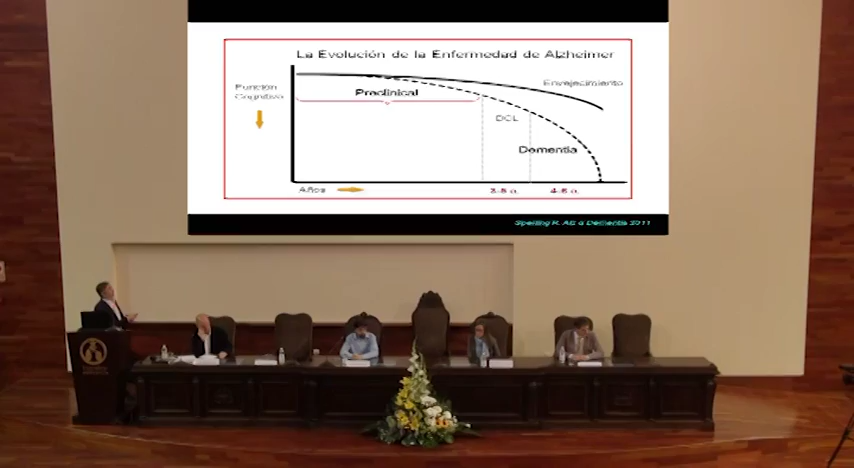 La Evolución de la Enfermedad de Alzheimer
Función
Cognitiva
Envejecimiento
Preclinical
DCL
Dementia
Años
3-5 a.
4-6 a.
Sperling R. Alz & Dementia 2011